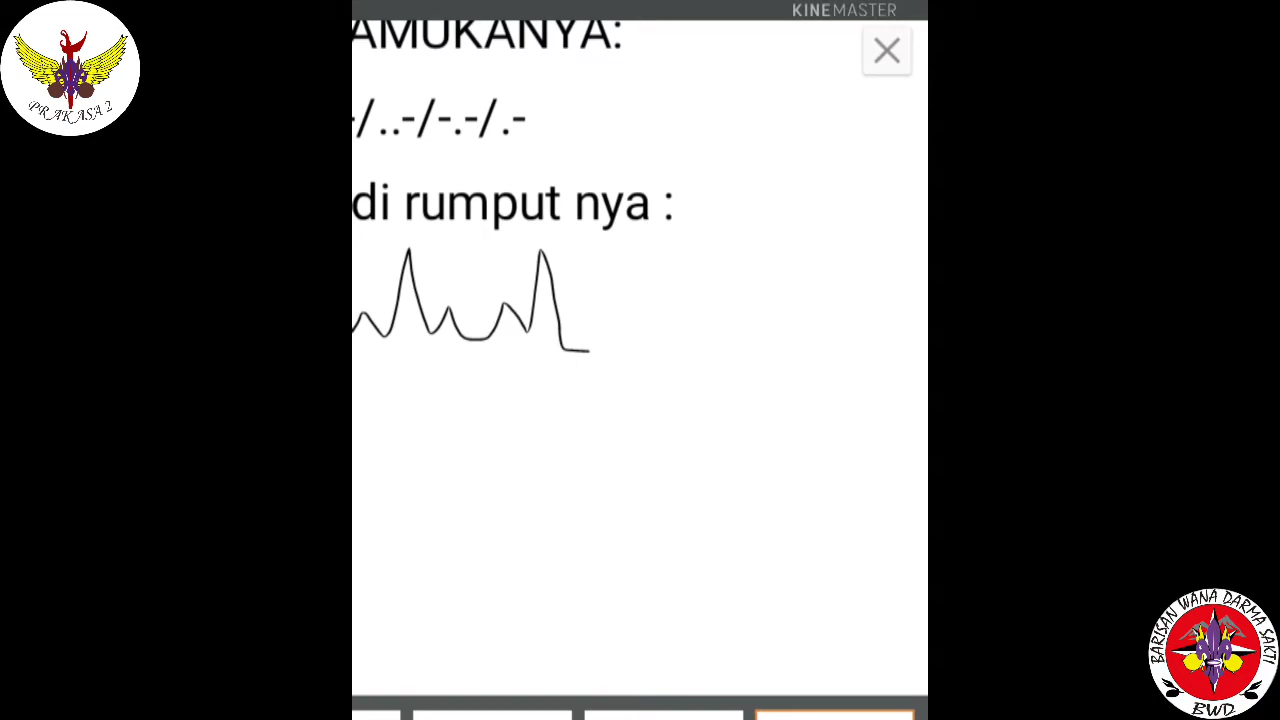 KINEMASTER
AMUKANYA:
-/..-/-.-/.-
di rumput nya :
PRAKASA 2
BARISAN WANA DARMA SAKTI
BWD